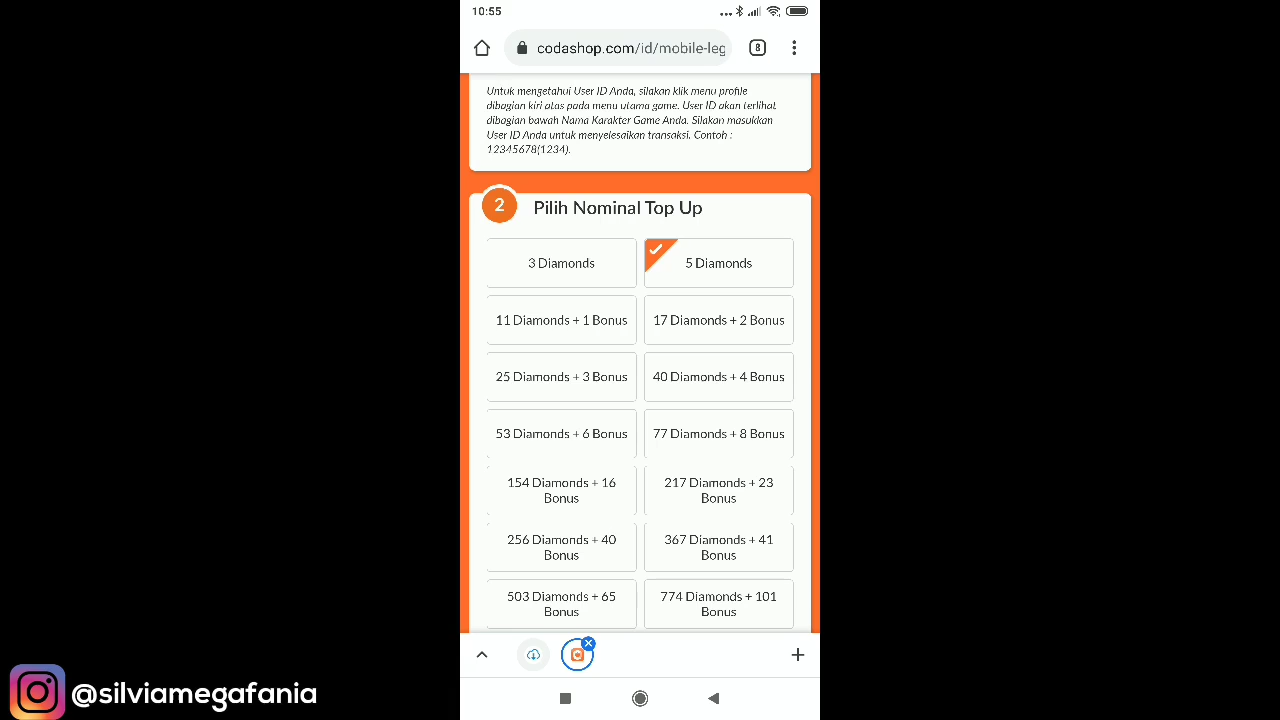 10:55
codashop.com/id/mobile-leg
8
Untuk mengetahui User ID Anda, silakan klik menu profile
dibagian kiri atas pada menu utama game. User ID akan terlihat
dibagian bawah Nama Karakter Game Anda. Silakan masukkan
User ID Anda untuk menyelesaikan transaksi. Contoh :
12345678(1234).
2
Pilih Nominal Top Up
3 Diamonds
5 Diamonds
11 Diamonds + 1 Bonus
17 Diamonds + 2 Bonus
25 Diamonds + 3 Bonus
40 Diamonds + 4 Bonus
53 Diamonds + 6 Bonus
77 Diamonds + 8 Bonus
154 Diamonds + 16
Bonus
217 Diamonds + 23
Bonus
256 Diamonds + 40
Bonus
367 Diamonds + 41
Bonus
503 Diamonds + 65
Bonus
774 Diamonds + 101
Bonus
@silviamegafania